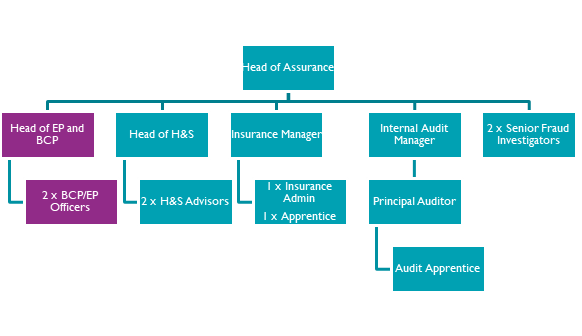 Head of Assurance
Head of EP and
BCP
Head of H&S
Insurance Manager
Internal Audit
Manager
2 x Senior Fraud
Investigators
2 x BCP/EP
Officers
2 x H&S Advisors
1 x Insurance
Admin
1 x Apprentice
Principal Auditor
Audit Apprentice